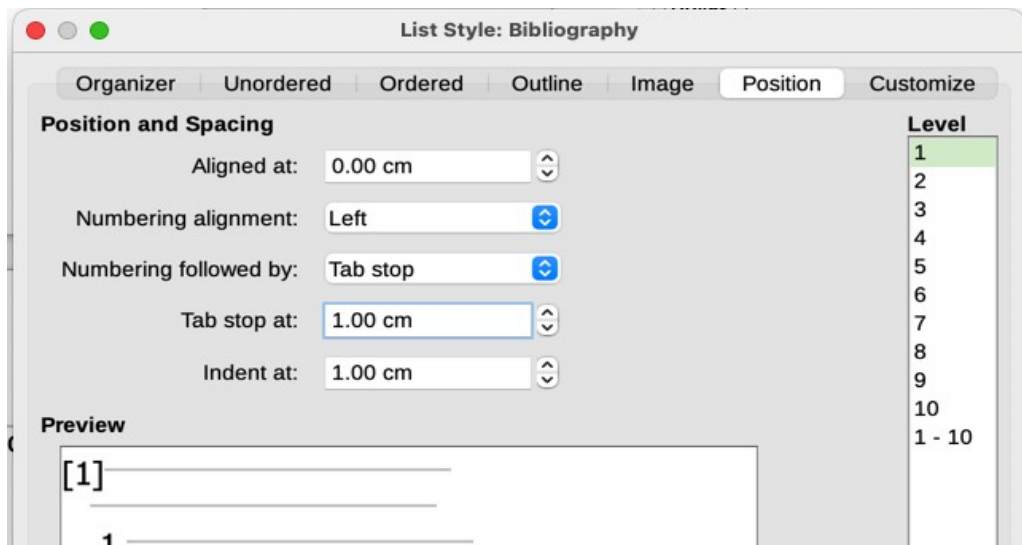 List Style: Bibliography
Organizer Unordered Ordered Outline Image Position Customize
Position and Spacing
Aligned at: 0.00 cm
Numbering alignment: Left
Numbering followed by: Tab stop
Tab stop at: 1.00 cm
Indent at: 1.00 cm
Preview
[1]
1
Level
1
2
3
4
5
6
7
8
9
10
1 - 10